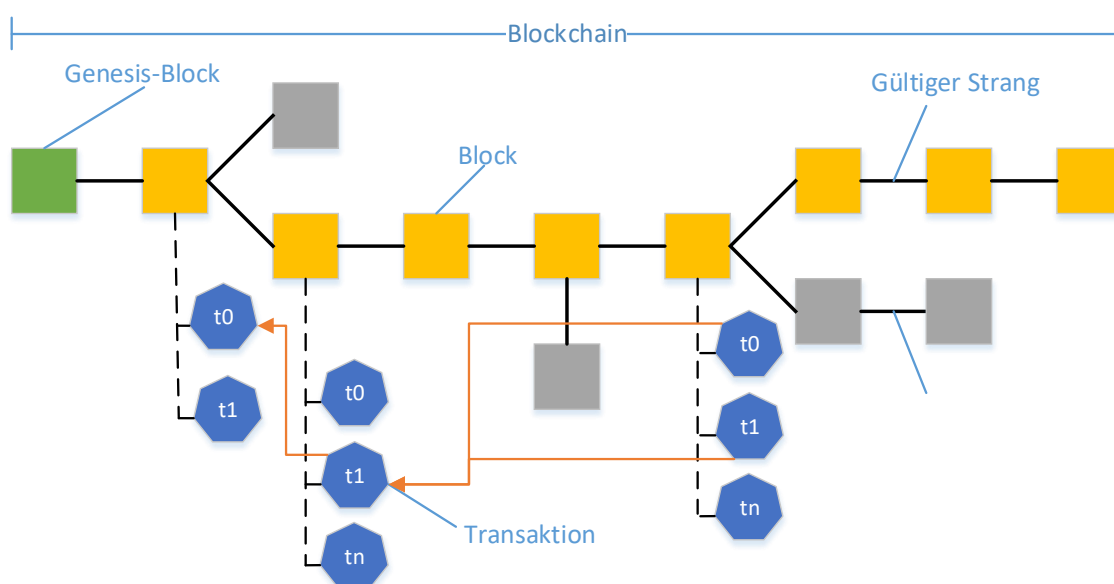 Blockchain
Genesis-Block
Gültiger Strang
Block
t0
t1
t0
t1
tn
t0
t1
tn
Transaktion